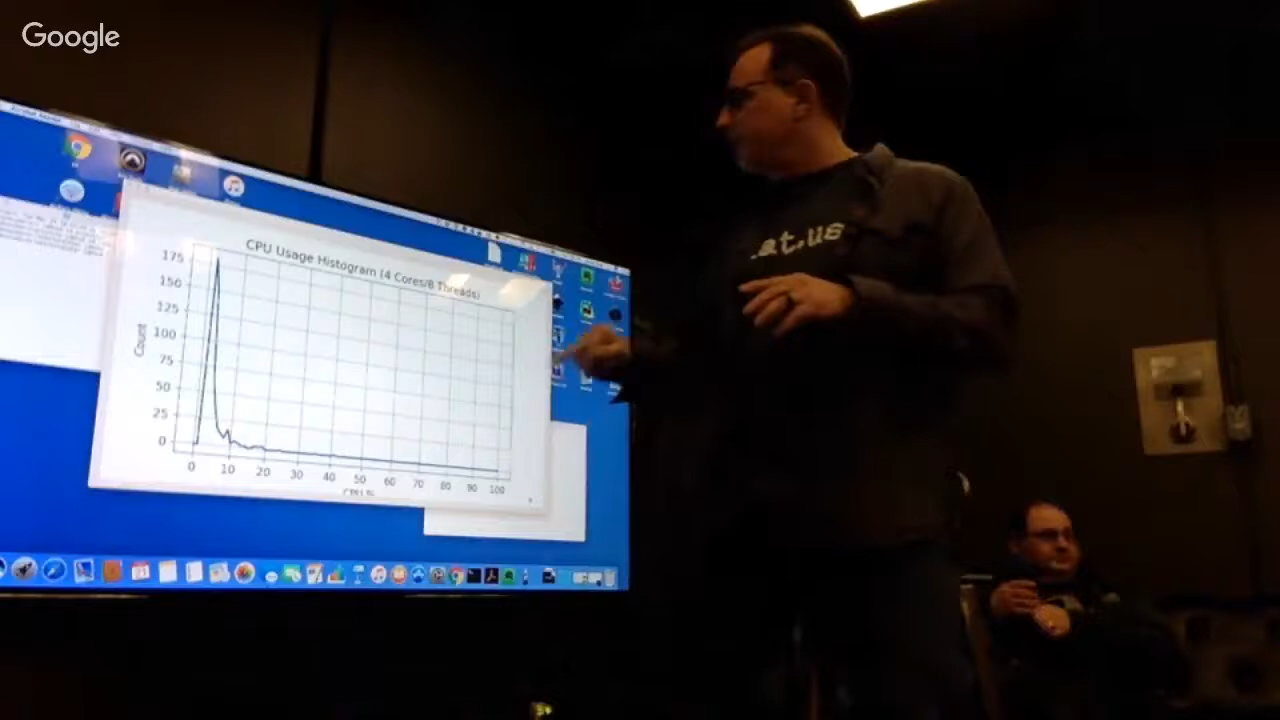 Google
CPU Usage Histogram (4 Cores/8 Threads)
175
150
125
100
75
50
25
0
Count
0 10 20 30 40 50 60 70 80 90 100
CPU %
.at.us